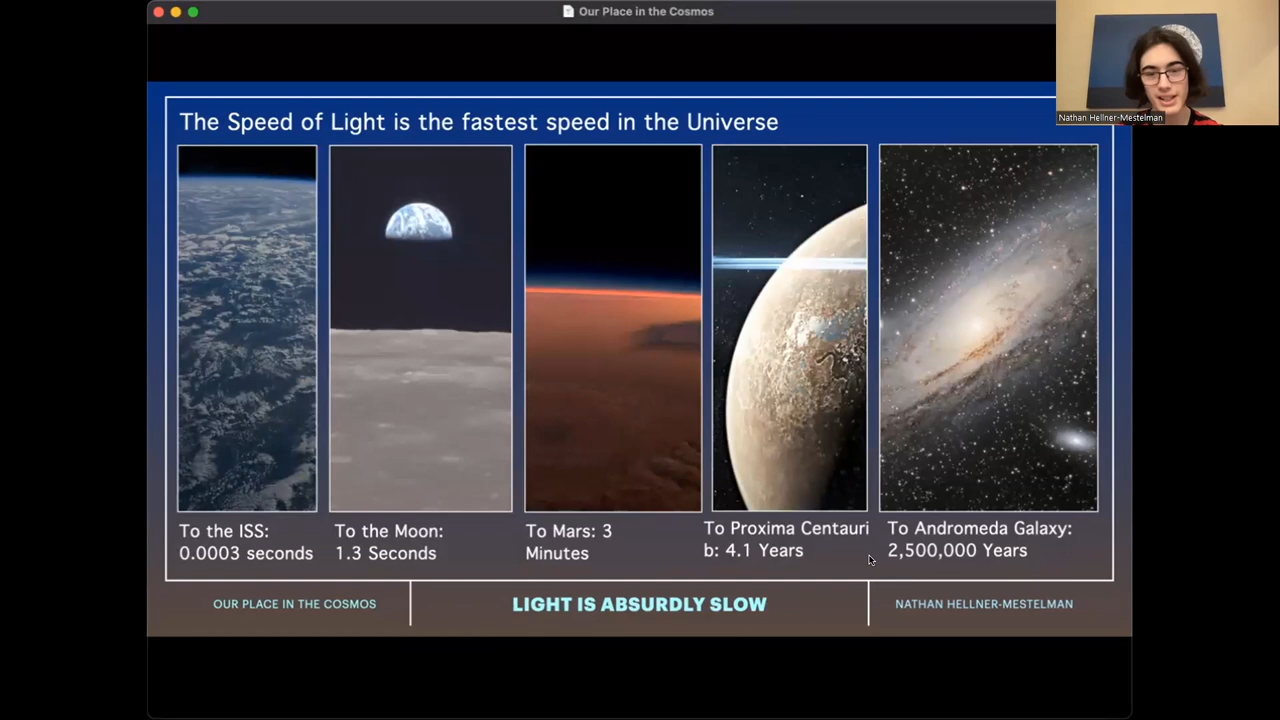 Our Place in the Cosmos
Nathan Hellner-Mestelman
The Speed of Light is the fastest speed in the Universe
To the ISS:
0.0003 seconds
To the Moon:
1.3 Seconds
To Mars: 3
Minutes
To Proxima Centauri
b: 4.1 Years
To Andromeda Galaxy:
2,500,000 Years
OUR PLACE IN THE COSMOS
LIGHT IS ABSURDLY SLOW
NATHAN HELLNER-MESTELMAN